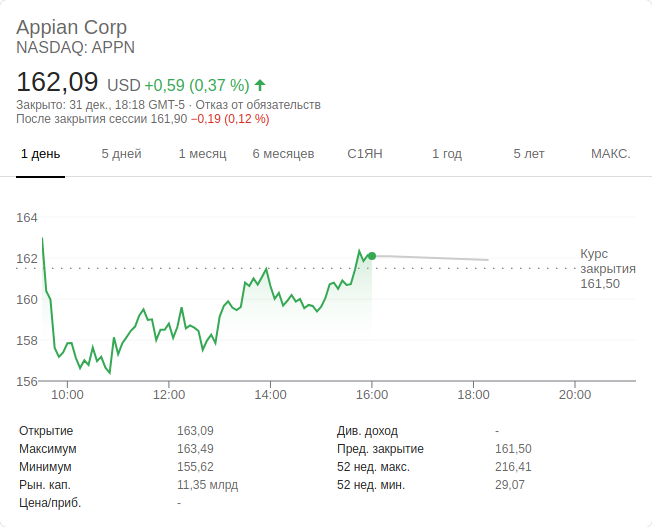 Appian Corp
NASDAQ: APPN
162,09 USD +0,59 (0,37 %)
Закрыто: 31 дек., 18:18 GMT-5 · Отказ от обязательств
После закрытия сессии 161,90 −0,19 (0,12 %)
1 день 5 дней 1 месяц 6 месяцев С1ЯН 1 год 5 лет МАКС.
164
162
160
158
156
Курс
закрытия
161,50
10:00 12:00 14:00 16:00 18:00 20:00
Открытие 163,09 Див. доход -
Максимум 163,49 Пред. закрытие 161,50
Минимум 155,62 52 нед. макс. 216,41
Рын. кап. 11,35 млрд 52 нед. мин. 29,07
Цена/приб. -